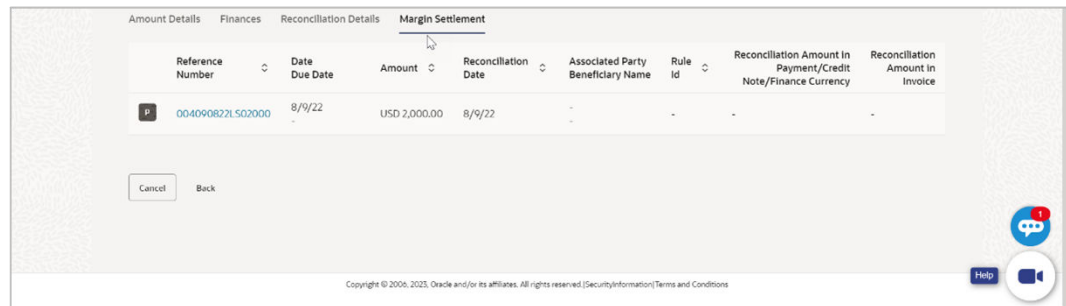 Amount Details Finances Reconciliation Details Margin Settlement
Reference Number Date Due Date Amount Reconciliation Date Associated Party Beneficiary Name Rule Id Reconciliation Amount in Payment/Credit Note/Finance Currency Reconciliation Amount in Invoice
P 004090822LS02000 8/9/22 - USD 2,000.00 8/9/22 - - - - -
Cancel Back
1
Help
Copyright © 2006, 2023, Oracle and/or its affiliates. All rights reserved.|SecurityInformation|Terms and Conditions